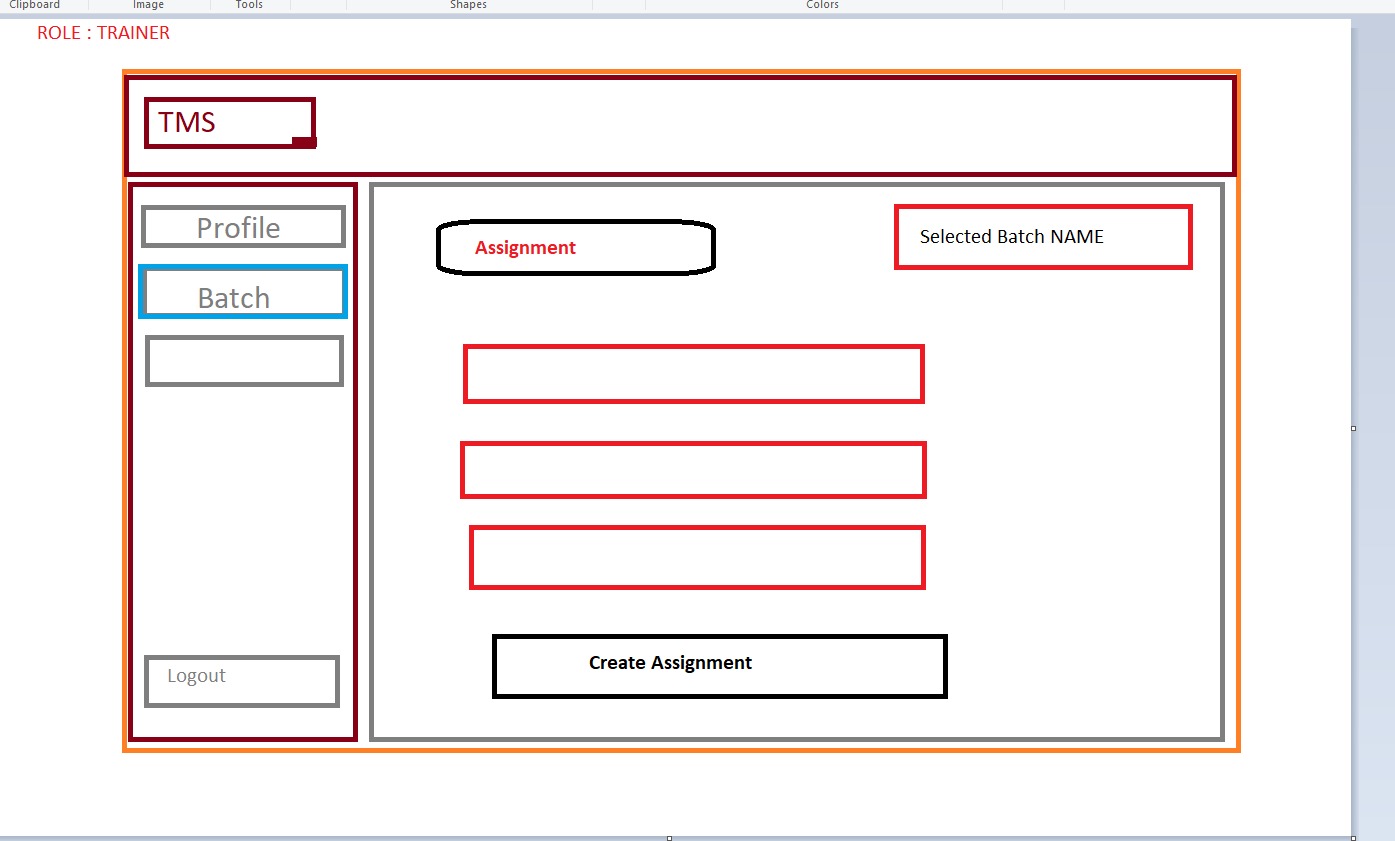 Clipboard
Image
Tools
Shapes
Colors
ROLE : TRAINER
TMS
Profile
Batch
Logout
Assignment
Selected Batch NAME
Create Assignment